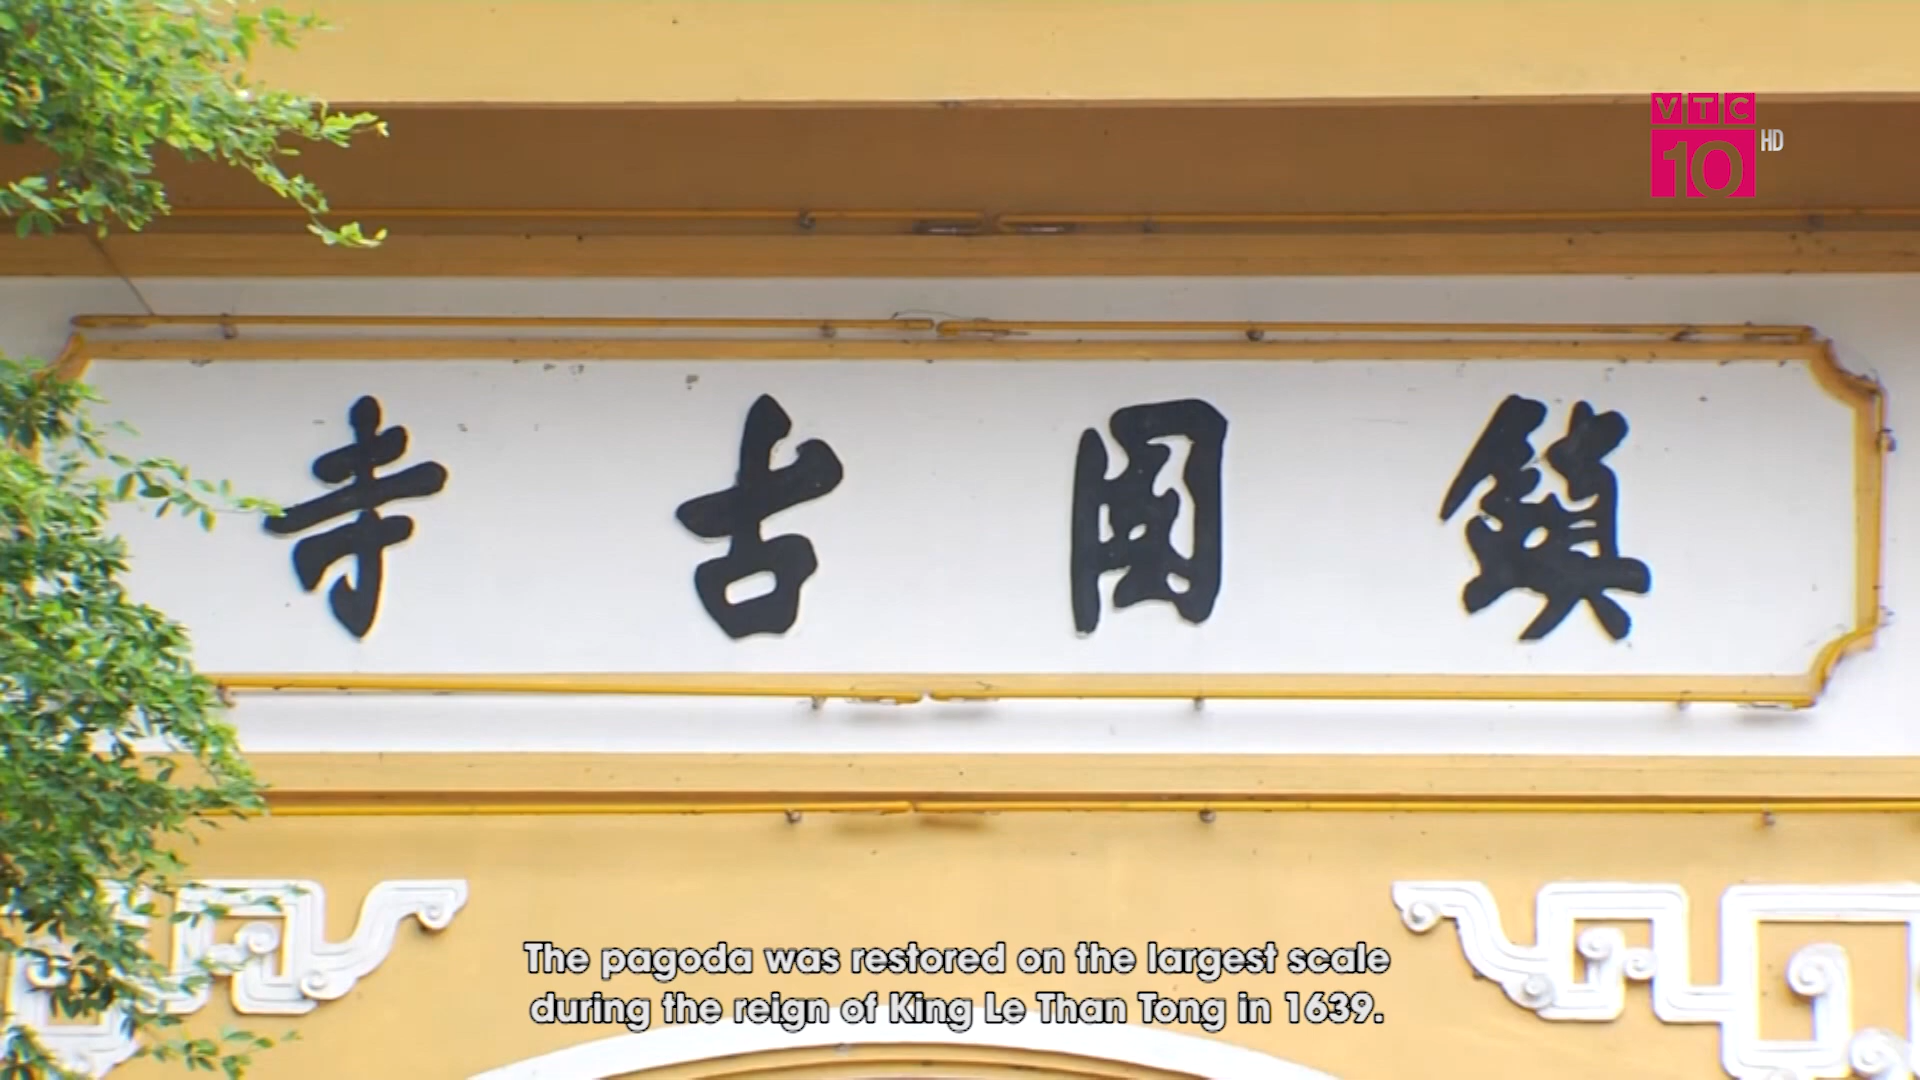 VTC
10 HD
鎮國古寺
The pagoda was restored on the largest scale
during the reign of King Le Than Tong in 1639.